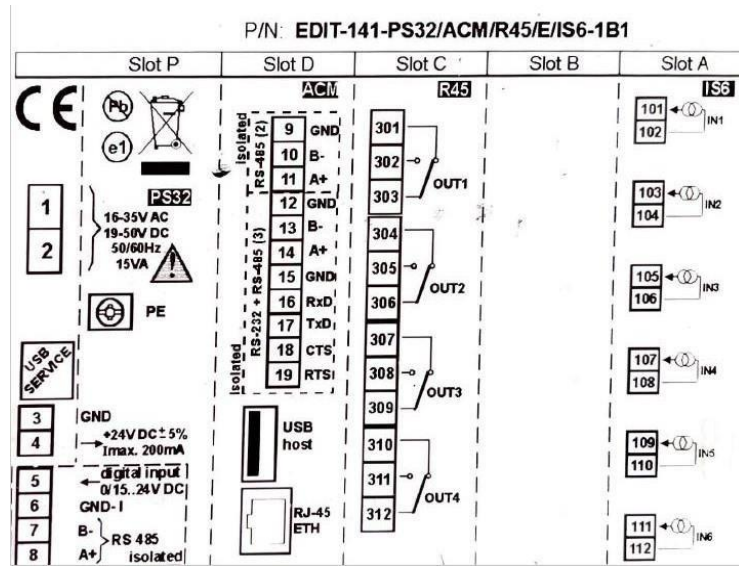 P/N: EDIT-141-PS32/ACM/R45/E/IS6-1B1
Slot P
Slot D
Slot C
Slot B
Slot A
CE
Pb
e1
PS32
1
2
16-35V AC
19-50V DC
50/60Hz
15VA
PE
USB
SERVICE
3 GND
4 +24V DC ± 5%
Imax. 200mA
5 digital input
0/15..24V DC
6 GND-I
7 B-
8 A+
RS 485
isolated
ACM
isolated
RS-485 (2)
9 GND
10 B-
11 A+
isolated
RS-232 + RS-485 (3)
12 GND
13 B-
14 A+
15 GND
16 RxD
17 TxD
18 CTS
19 RTS
USB
host
RJ-45
ETH
R45
301
302
303
OUT1
304
305
306
OUT2
307
308
309
OUT3
310
311
312
OUT4
IS6
101
102
IN1
103
104
IN2
105
106
IN3
107
108
IN4
109
110
IN5
111
112
IN6